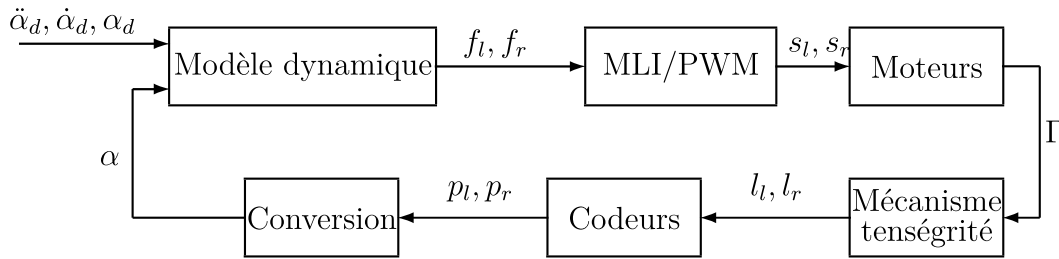 α̈_d, α̇_d, α_d
Modèle dynamique
f_l, f_r
MLI/PWM
s_l, s_r
Moteurs
Γ
α
Conversion
p_l, p_r
Codeurs
l_l, l_r
Mécanisme
tenségrité